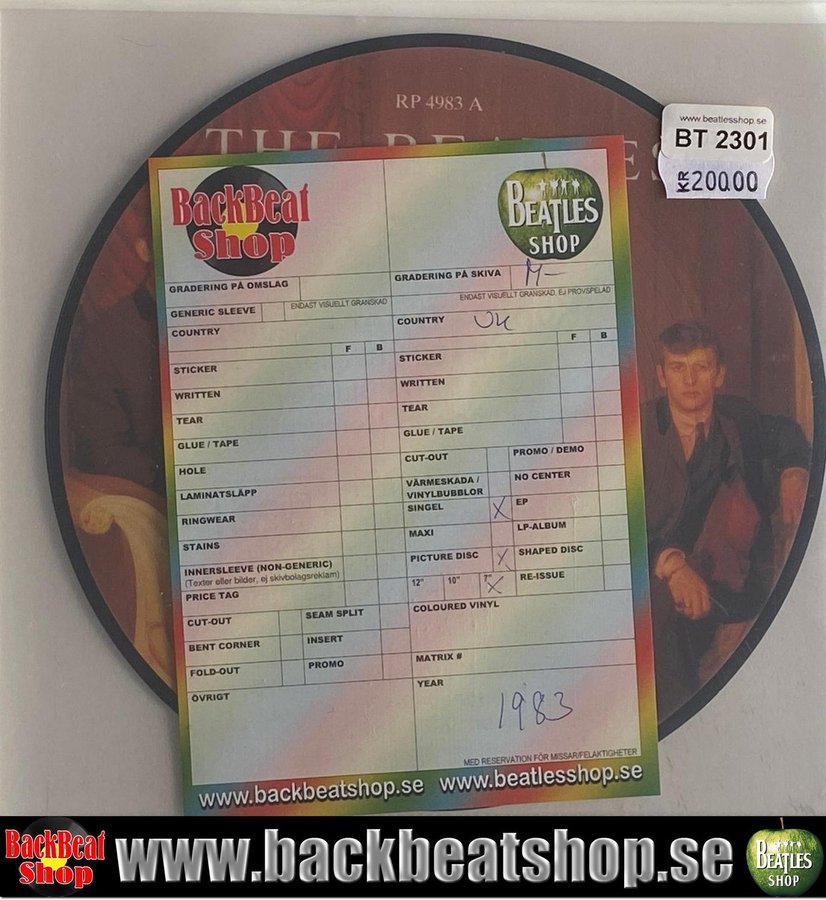 RP 4983 A
THE BEA ES
www.beatlesshop.se
BT 2301
KR 200.00
BackBeat
Shop
BEATLES
SHOP
GRADERING PÅ OMSLAG
GRADERING PÅ SKIVA M-
ENDAST VISUELLT GRANSKAD
ENDAST VISUELLT GRANSKAD, EJ PROVSPELAD
GENERIC SLEEVE
COUNTRY
COUNTRY UK
F B
F B
STICKER
STICKER
WRITTEN
WRITTEN
TEAR
TEAR
GLUE / TAPE
GLUE / TAPE
HOLE
CUT-OUT
PROMO / DEMO
LAMINATSLÄPP
VÄRMESKADA /
VINYLBUBBLOR
NO CENTER
RINGWEAR
SINGEL X
EP
STAINS
MAXI
LP-ALBUM
INNERSLEEVE (NON-GENERIC)
(Texter eller bilder, ej skivbolagsreklam)
PICTURE DISC X
SHAPED DISC
PRICE TAG
12" 10" 7" X
RE-ISSUE
CUT-OUT
SEAM SPLIT
COLOURED VINYL
BENT CORNER
INSERT
FOLD-OUT
PROMO
MATRIX #
ÖVRIGT
YEAR
1983
MED RESERVATION FÖR MISSAR/FELAKTIGHETER
www.backbeatshop.se www.beatlesshop.se
BackBeat
Shop
www.backbeatshop.se
BEATLES
SHOP